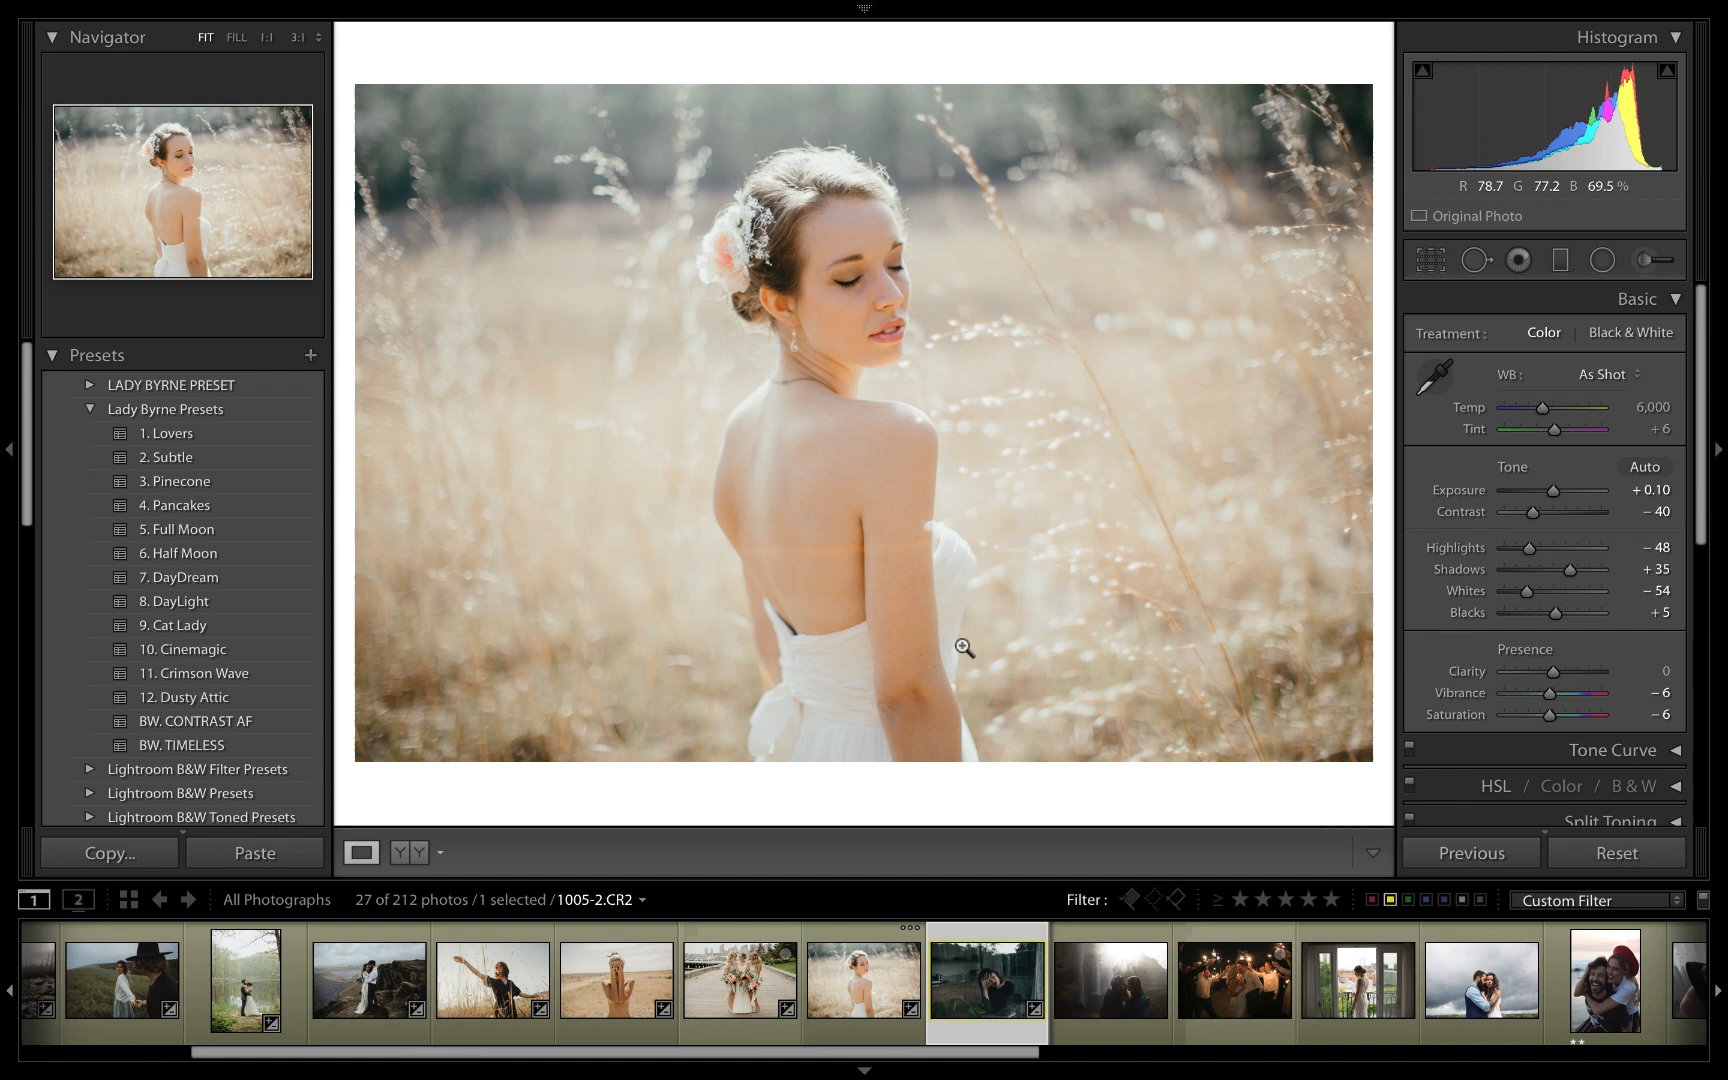 Navigator FIT FILL 1:1 3:1
Presets +
LADY BYRNE PRESET
Lady Byrne Presets
1. Lovers
2. Subtle
3. Pinecone
4. Pancakes
5. Full Moon
6. Half Moon
7. DayDream
8. DayLight
9. Cat Lady
10. Cinemagic
11. Crimson Wave
12. Dusty Attic
BW. CONTRAST AF
BW. TIMELESS
Lightroom B&W Filter Presets
Lightroom B&W Presets
Lightroom B&W Toned Presets
Copy... Paste
Y Y
Histogram
R 78.7 G 77.2 B 69.5 %
Original Photo
Basic
Treatment : Color | Black & White
WB : As Shot
Temp 6,000
Tint + 6
Tone Auto
Exposure + 0.10
Contrast − 40
Highlights − 48
Shadows + 35
Whites − 54
Blacks + 5
Presence
Clarity 0
Vibrance − 6
Saturation − 6
Tone Curve
HSL / Color / B & W
Split Toning
Previous Reset
1 2 All Photographs 27 of 212 photos / 1 selected / 1005-2.CR2 Filter : ≥ ★★★★★ Custom Filter
★★